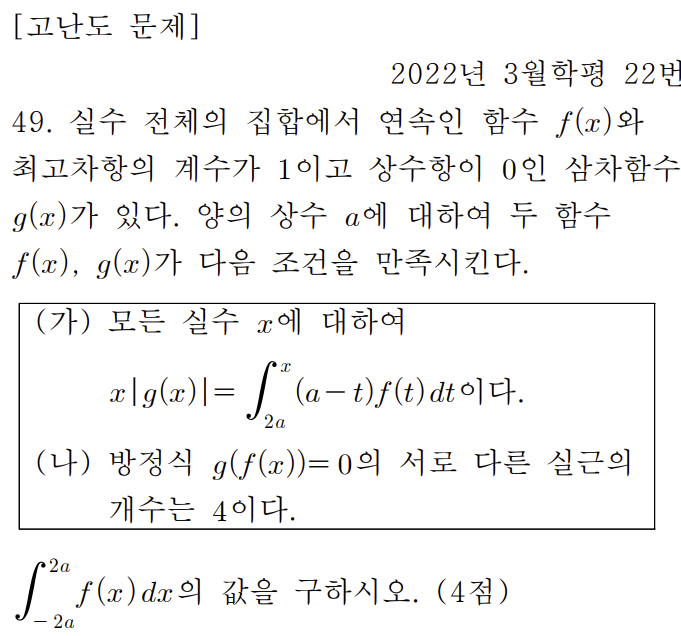 [고난도 문제]
2022년 3월학평 22번
49. 실수 전체의 집합에서 연속인 함수 f(x)와
최고차항의 계수가 1이고 상수항이 0인 삼차함수
g(x)가 있다. 양의 상수 a에 대하여 두 함수
f(x), g(x)가 다음 조건을 만족시킨다.
(가) 모든 실수 x에 대하여
x|g(x)|=∫_{2a}^{x}(a-t)f(t)dt이다.
(나) 방정식 g(f(x))=0의 서로 다른 실근의
개수는 4이다.
∫_{-2a}^{2a}f(x)dx의 값을 구하시오. (4점)